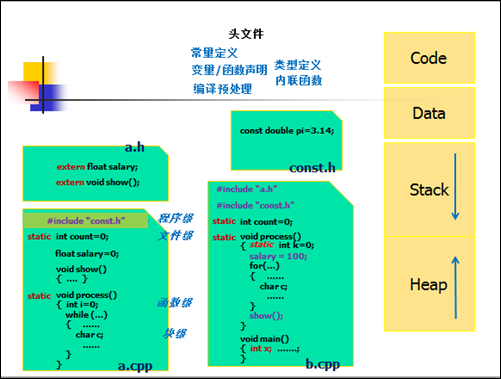 头文件
常量定义
变量/函数声明
编译预处理
类型定义
内联函数
a.h
extern float salary;
extern void show();
const double pi=3.14;
const.h
#include "const.h"
static int count=0;
float salary=0;
void show()
{ .... }
static void process()
{ int i=0;
while (...)
{ ......
char c;
......
}
}
a.cpp
程序级
文件级
函数级
块级
#include "a.h"
#include "const.h"
static int count=0;
static void process()
{ static int k=0;
salary = 100;
for(...)
{ ......
char c;
......
}
show();
}
void main()
{ int x; .......;
}
b.cpp
Code
Data
Stack
Heap